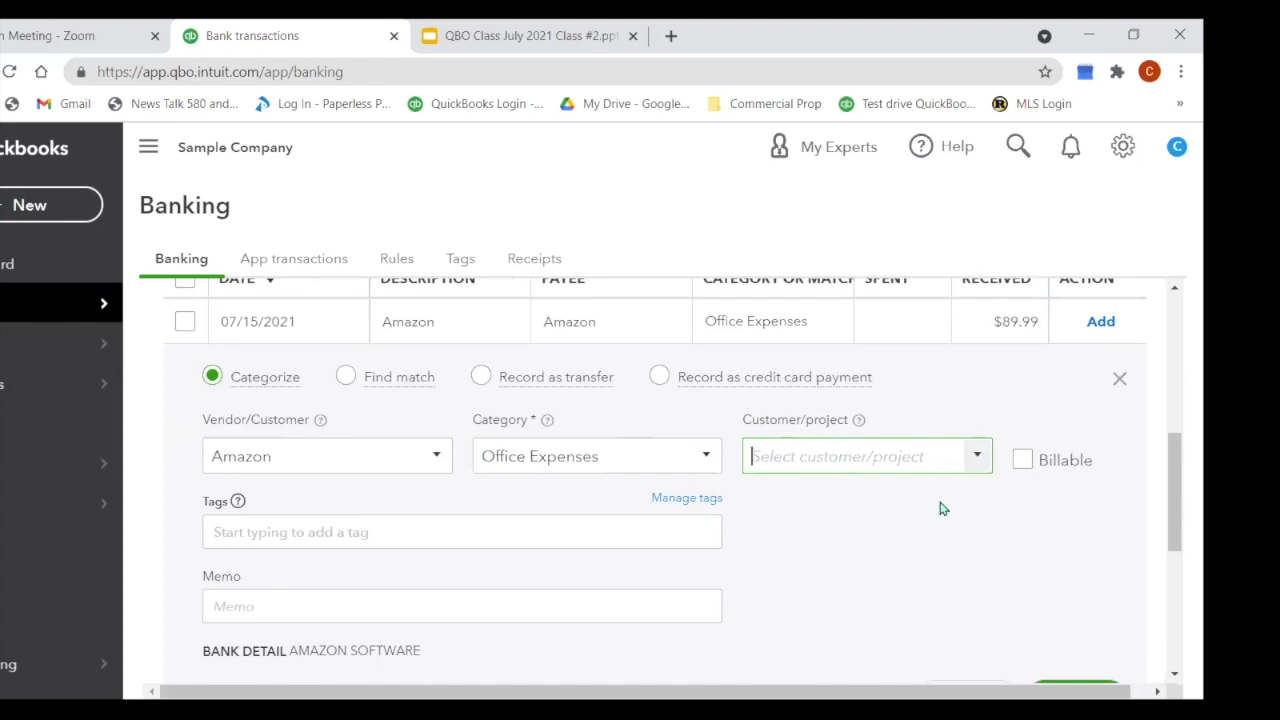 n Meeting - Zoom
Bank transactions
QBO Class July 2021 Class #2.ppt
https://app.qbo.intuit.com/app/banking
Gmail
News Talk 580 and...
Log In - Paperless P...
QuickBooks Login -...
My Drive - Google...
Commercial Prop
Test drive QuickBoo...
MLS Login
»
ckbooks
Sample Company
My Experts
Help
C
New
Banking
rd
Banking
App transactions
Rules
Tags
Receipts
DATE
DESCRIPTION
PAYEE
CATEGORY OR MATCH
SPENT
RECEIVED
ACTION
07/15/2021
Amazon
Amazon
Office Expenses
$89.99
Add
Categorize
Find match
Record as transfer
Record as credit card payment
s
Vendor/Customer
Category *
Customer/project
Amazon
Office Expenses
Select customer/project
Billable
Tags
Manage tags
Start typing to add a tag
Memo
Memo
BANK DETAIL AMAZON SOFTWARE
ng